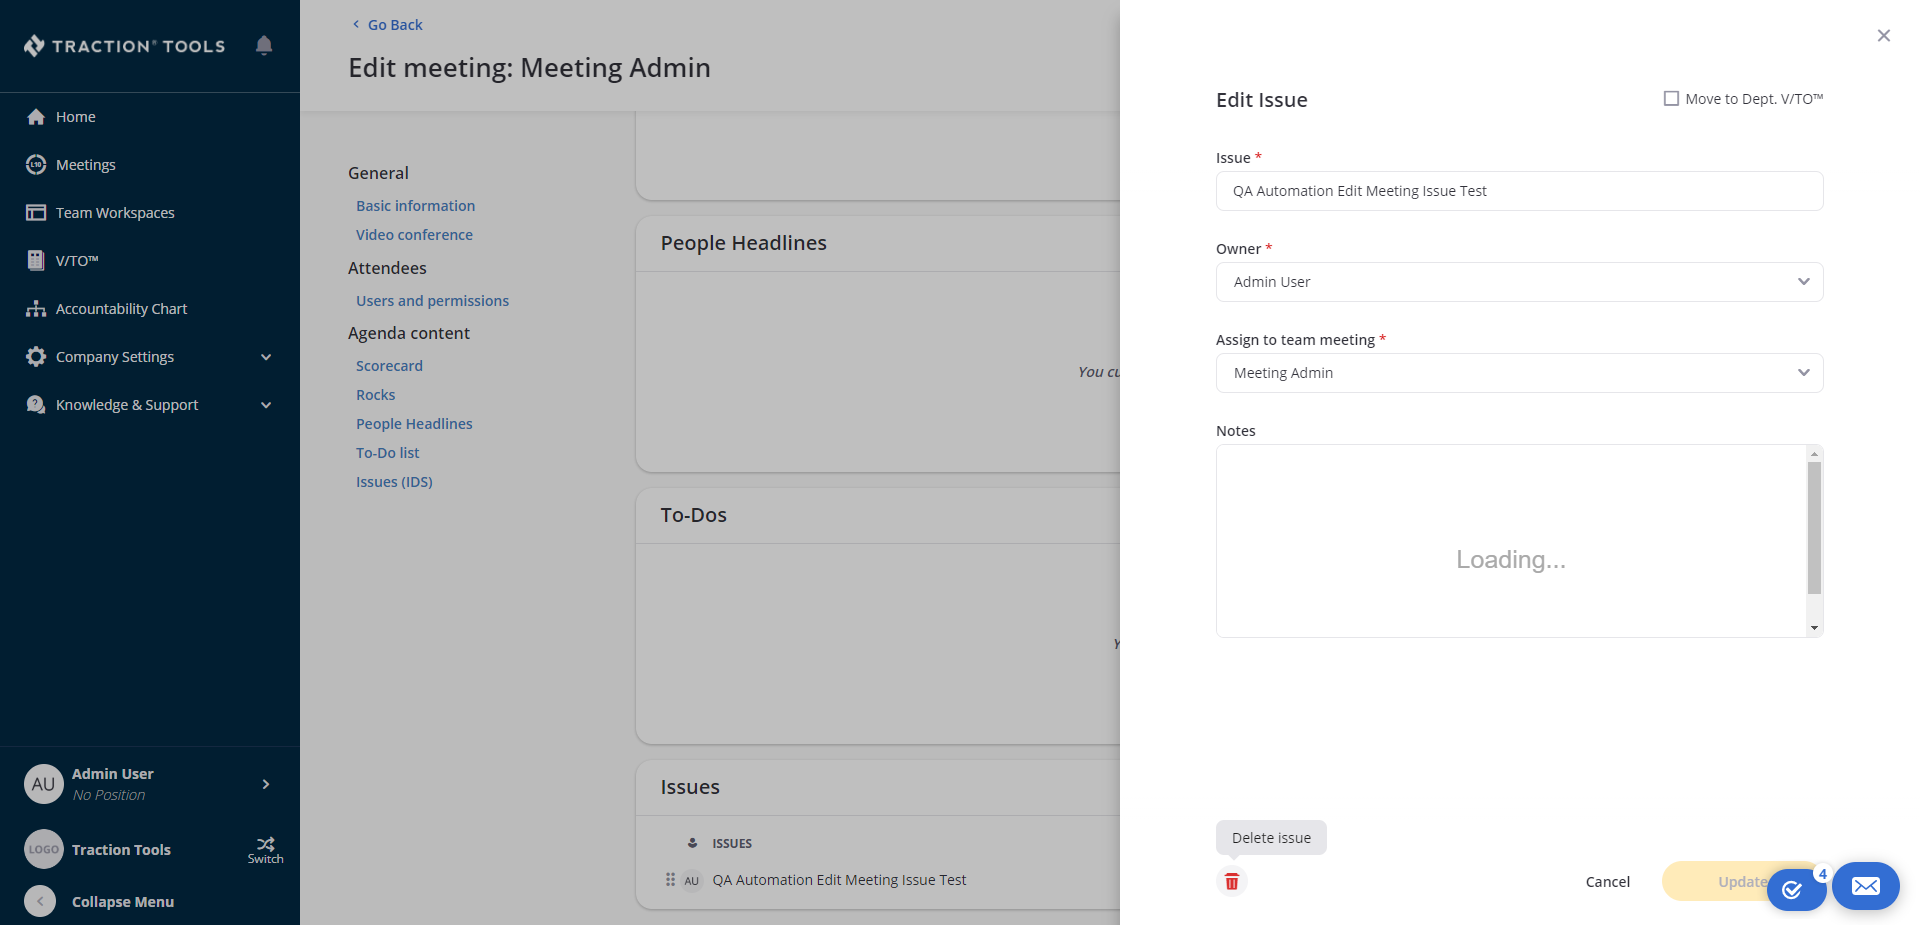 TRACTION® TOOLS
Home
L10
Meetings
Team Workspaces
V/TO™
Accountability Chart
Company Settings
Knowledge & Support
AU
Admin User
No Position
LOGO
Traction Tools
Switch
Collapse Menu
Go Back
Edit meeting: Meeting Admin
General
Basic information
Video conference
Attendees
Users and permissions
Agenda content
Scorecard
Rocks
People Headlines
To-Do list
Issues (IDS)
People Headlines
You cu
To-Dos
Y
Issues
ISSUES
AU
QA Automation Edit Meeting Issue Test
Edit Issue
Move to Dept. V/TO™
Issue *
QA Automation Edit Meeting Issue Test
Owner *
Admin User
Assign to team meeting *
Meeting Admin
Notes
Loading...
Delete issue
Cancel
Update
4